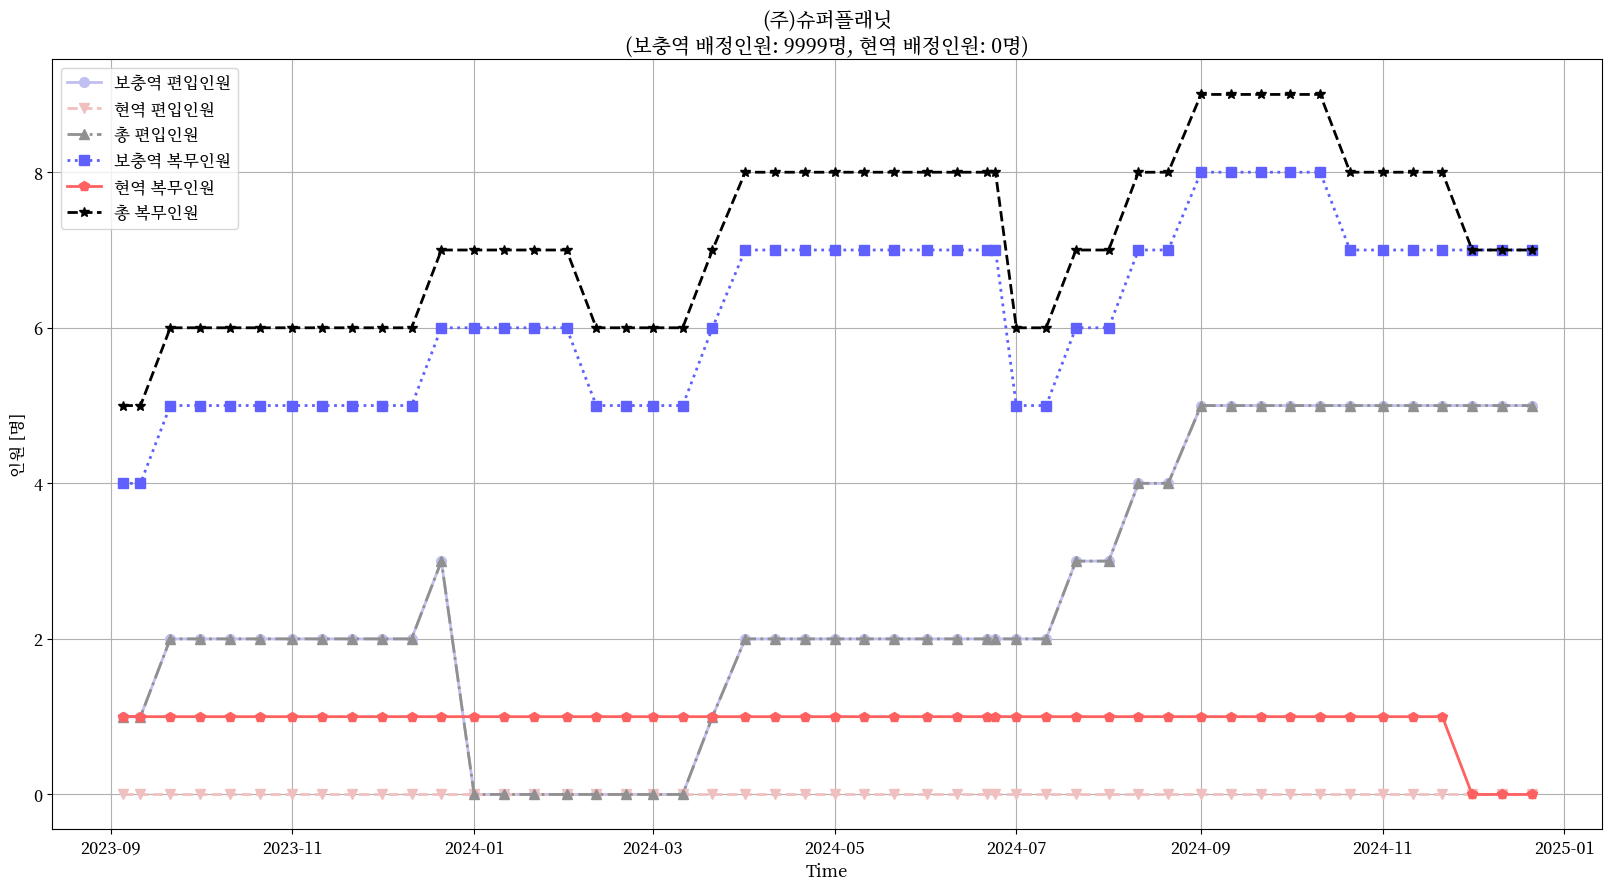 (주)슈퍼플래닛
(보충역 배정인원: 9999명, 현역 배정인원: 0명)
보충역 편입인원
현역 편입인원
총 편입인원
보충역 복무인원
현역 복무인원
총 복무인원
인원 [명]
8
6
4
2
0
2023-09 2023-11 2024-01 2024-03 2024-05 2024-07 2024-09 2024-11 2025-01
Time